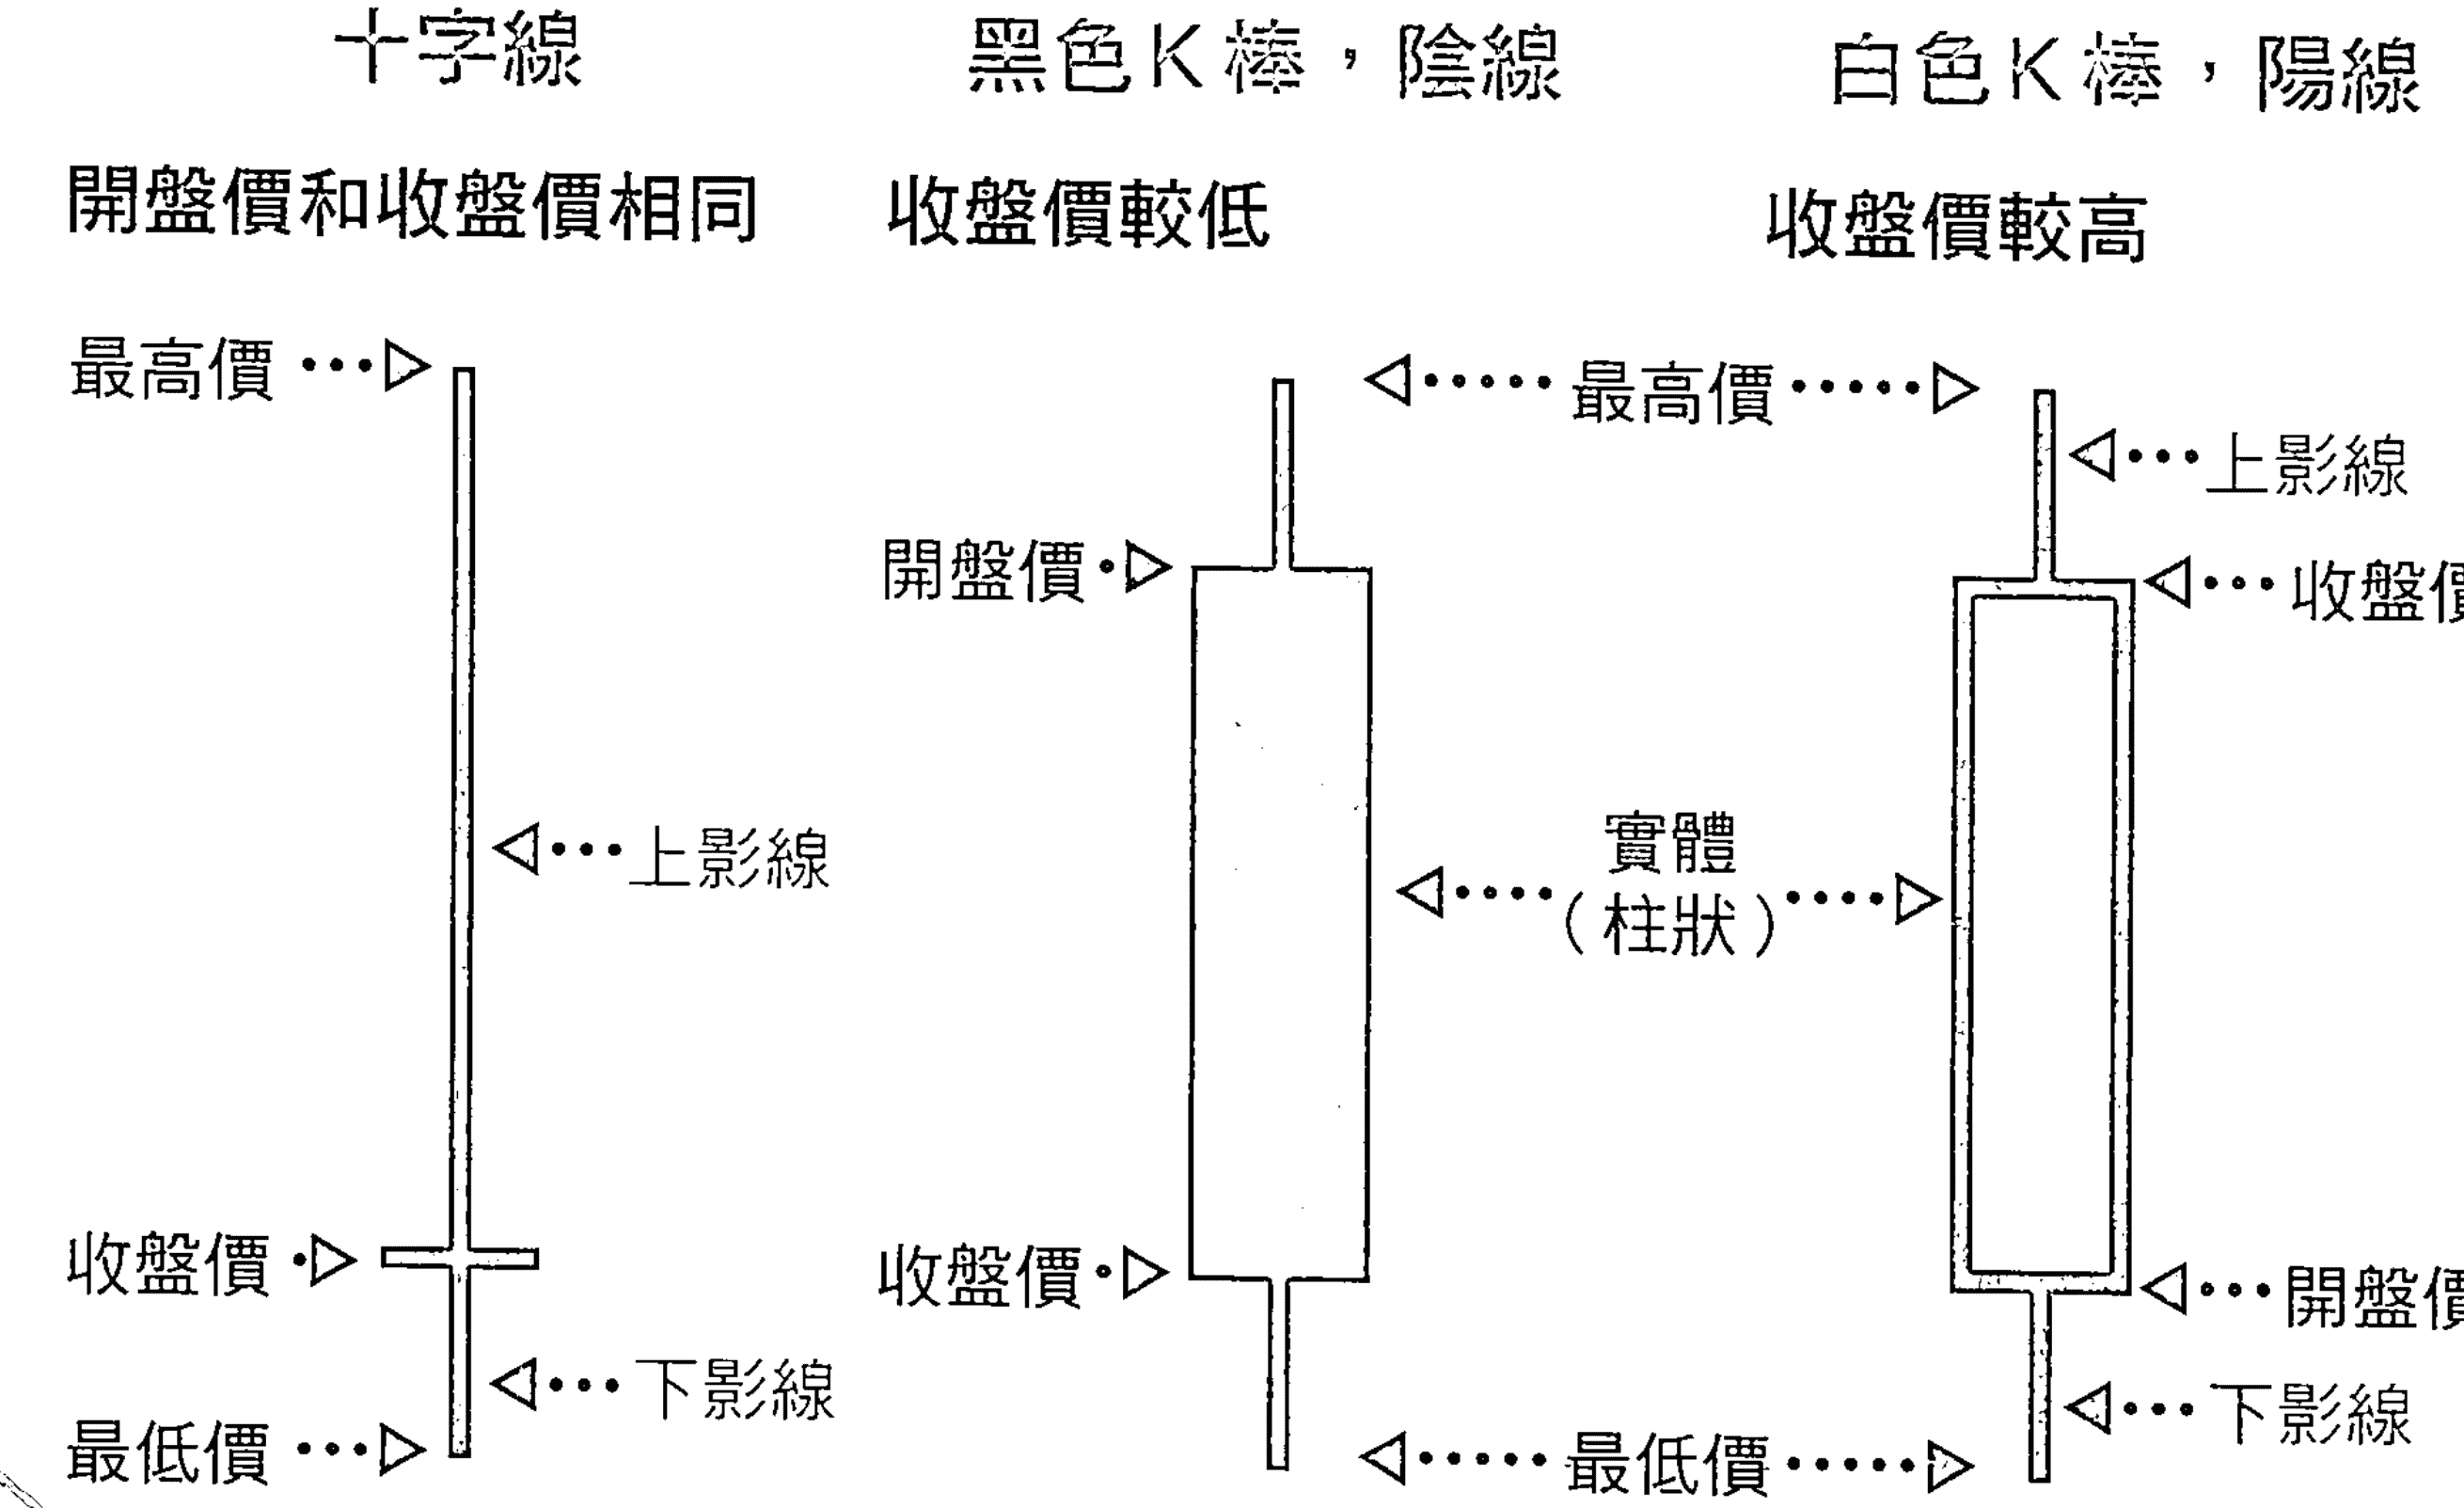 十字線
開盤價和收盤價相同
最高價
上影線
收盤價
下影線
最低價
黑色K棒，陰線
收盤價較低
開盤價
收盤價
最高價
實體
（柱狀）
最低價
白色K棒，陽線
收盤價較高
上影線
收盤價
開盤價
下影線